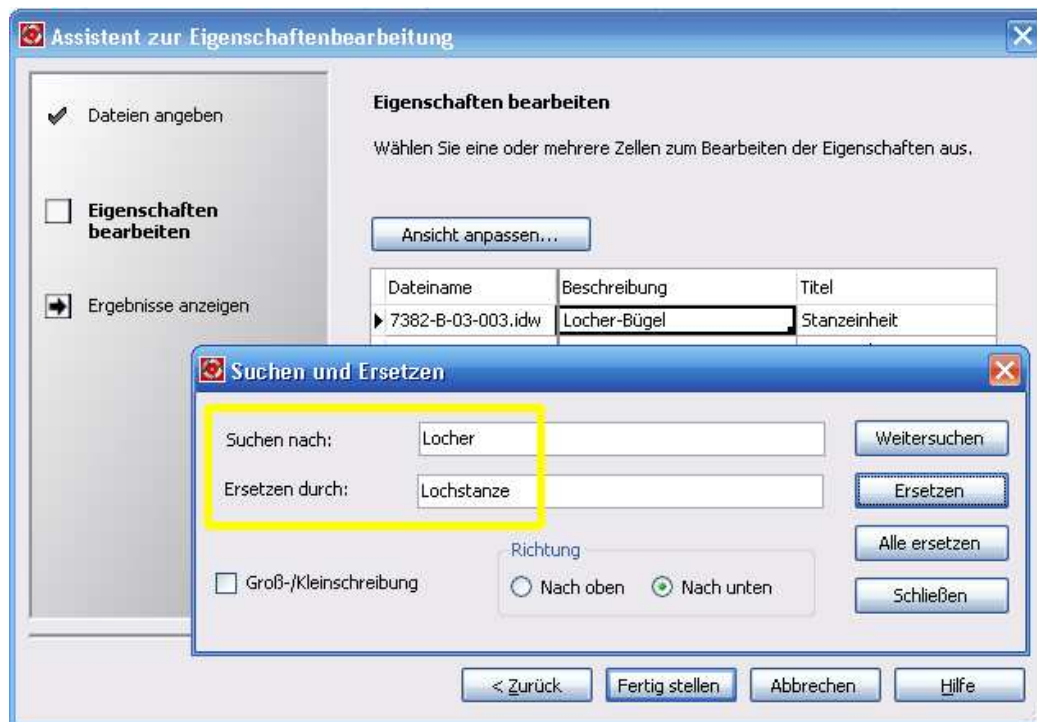 Assistent zur Eigenschaftenbearbeitung
Dateien angeben
Eigenschaften
bearbeiten
Ergebnisse anzeigen
Eigenschaften bearbeiten
Wählen Sie eine oder mehrere Zellen zum Bearbeiten der Eigenschaften aus.
Ansicht anpassen...
Dateiname Beschreibung Titel
7382-B-03-003.idw Locher-Bügel Stanzeinheit
Suchen und Ersetzen
Suchen nach: Locher Weitersuchen
Ersetzen durch: Lochstanze Ersetzen
Alle ersetzen
Richtung
Groß-/Kleinschreibung Nach oben Nach unten
Schließen
< Zurück Fertig stellen Abbrechen Hilfe